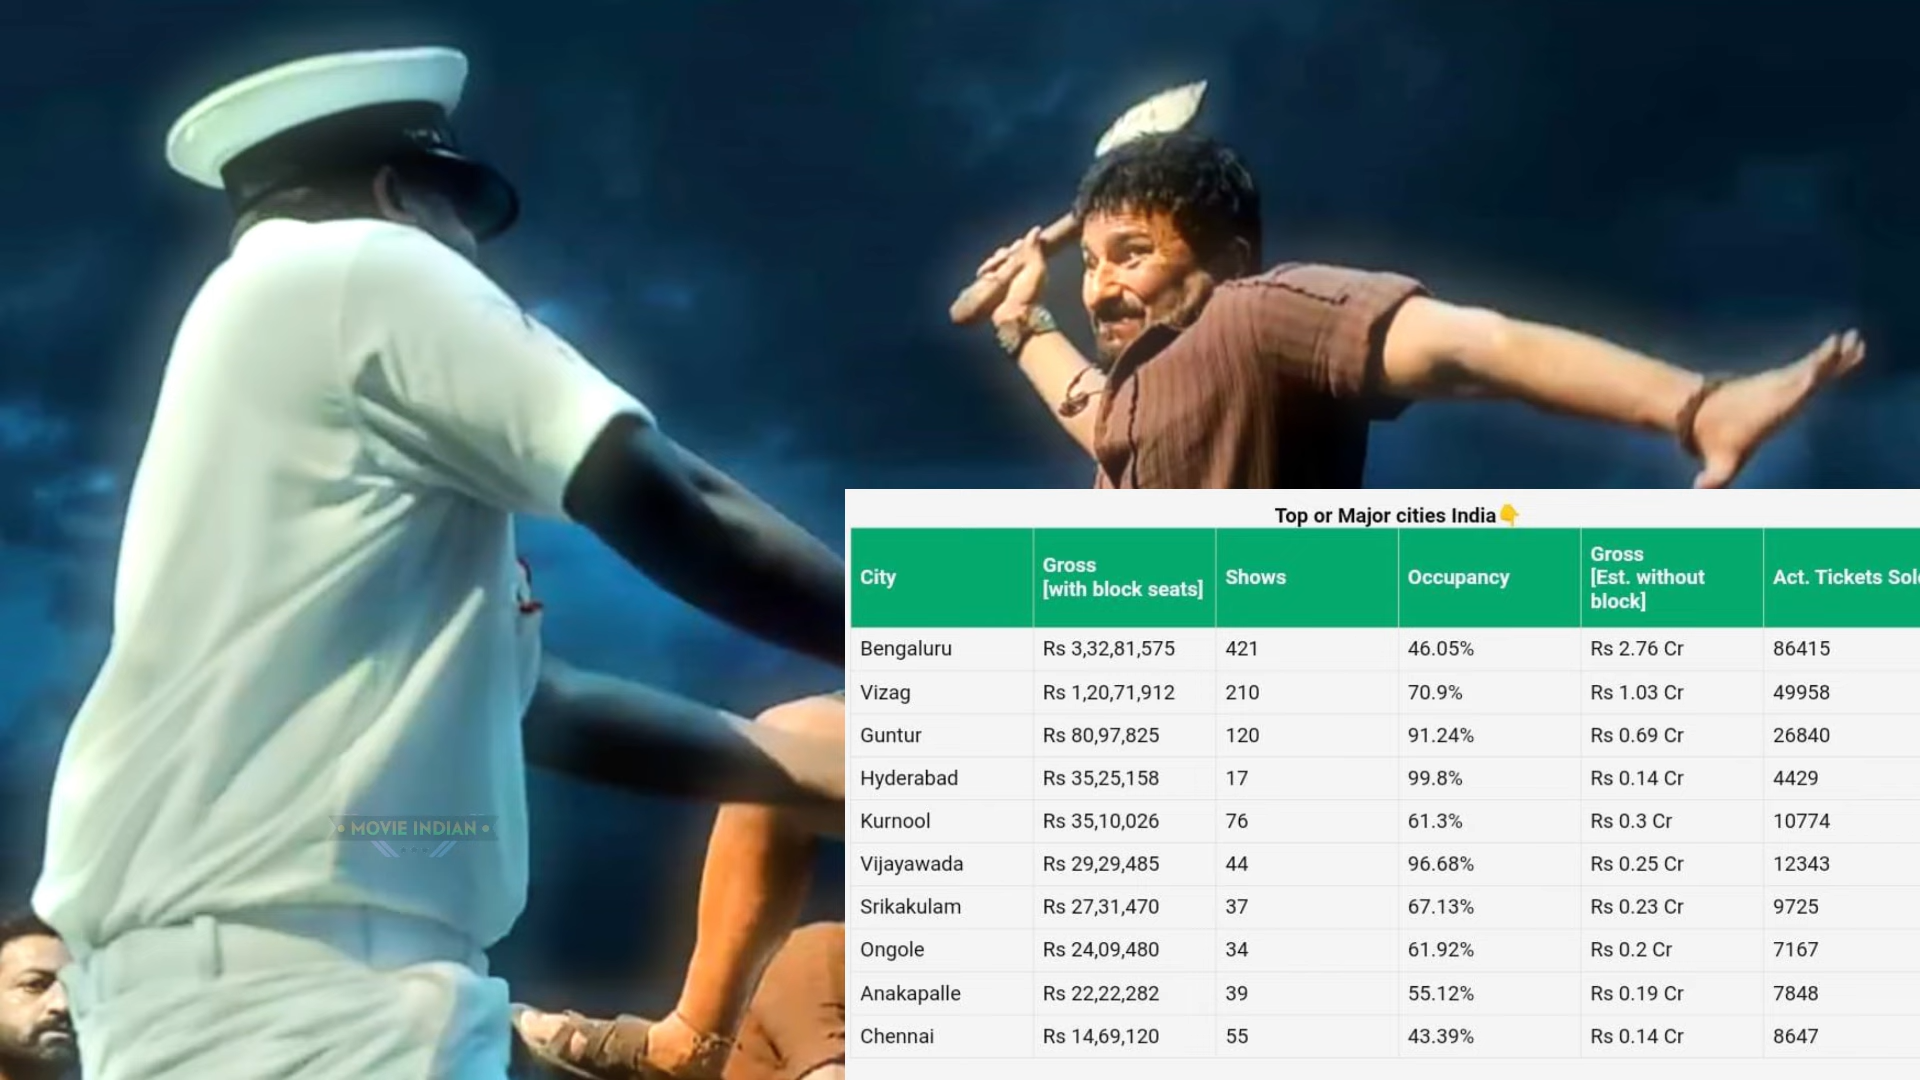 Top or Major cities India👇
City Gross [with block seats] Shows Occupancy Gross [Est. without block] Act. Tickets Sol
Bengaluru Rs 3,32,81,575 421 46.05% Rs 2.76 Cr 86415
Vizag Rs 1,20,71,912 210 70.9% Rs 1.03 Cr 49958
Guntur Rs 80,97,825 120 91.24% Rs 0.69 Cr 26840
Hyderabad Rs 35,25,158 17 99.8% Rs 0.14 Cr 4429
Kurnool Rs 35,10,026 76 61.3% Rs 0.3 Cr 10774
Vijayawada Rs 29,29,485 44 96.68% Rs 0.25 Cr 12343
Srikakulam Rs 27,31,470 37 67.13% Rs 0.23 Cr 9725
Ongole Rs 24,09,480 34 61.92% Rs 0.2 Cr 7167
Anakapalle Rs 22,22,282 39 55.12% Rs 0.19 Cr 7848
Chennai Rs 14,69,120 55 43.39% Rs 0.14 Cr 8647
• MOVIE INDIAN •